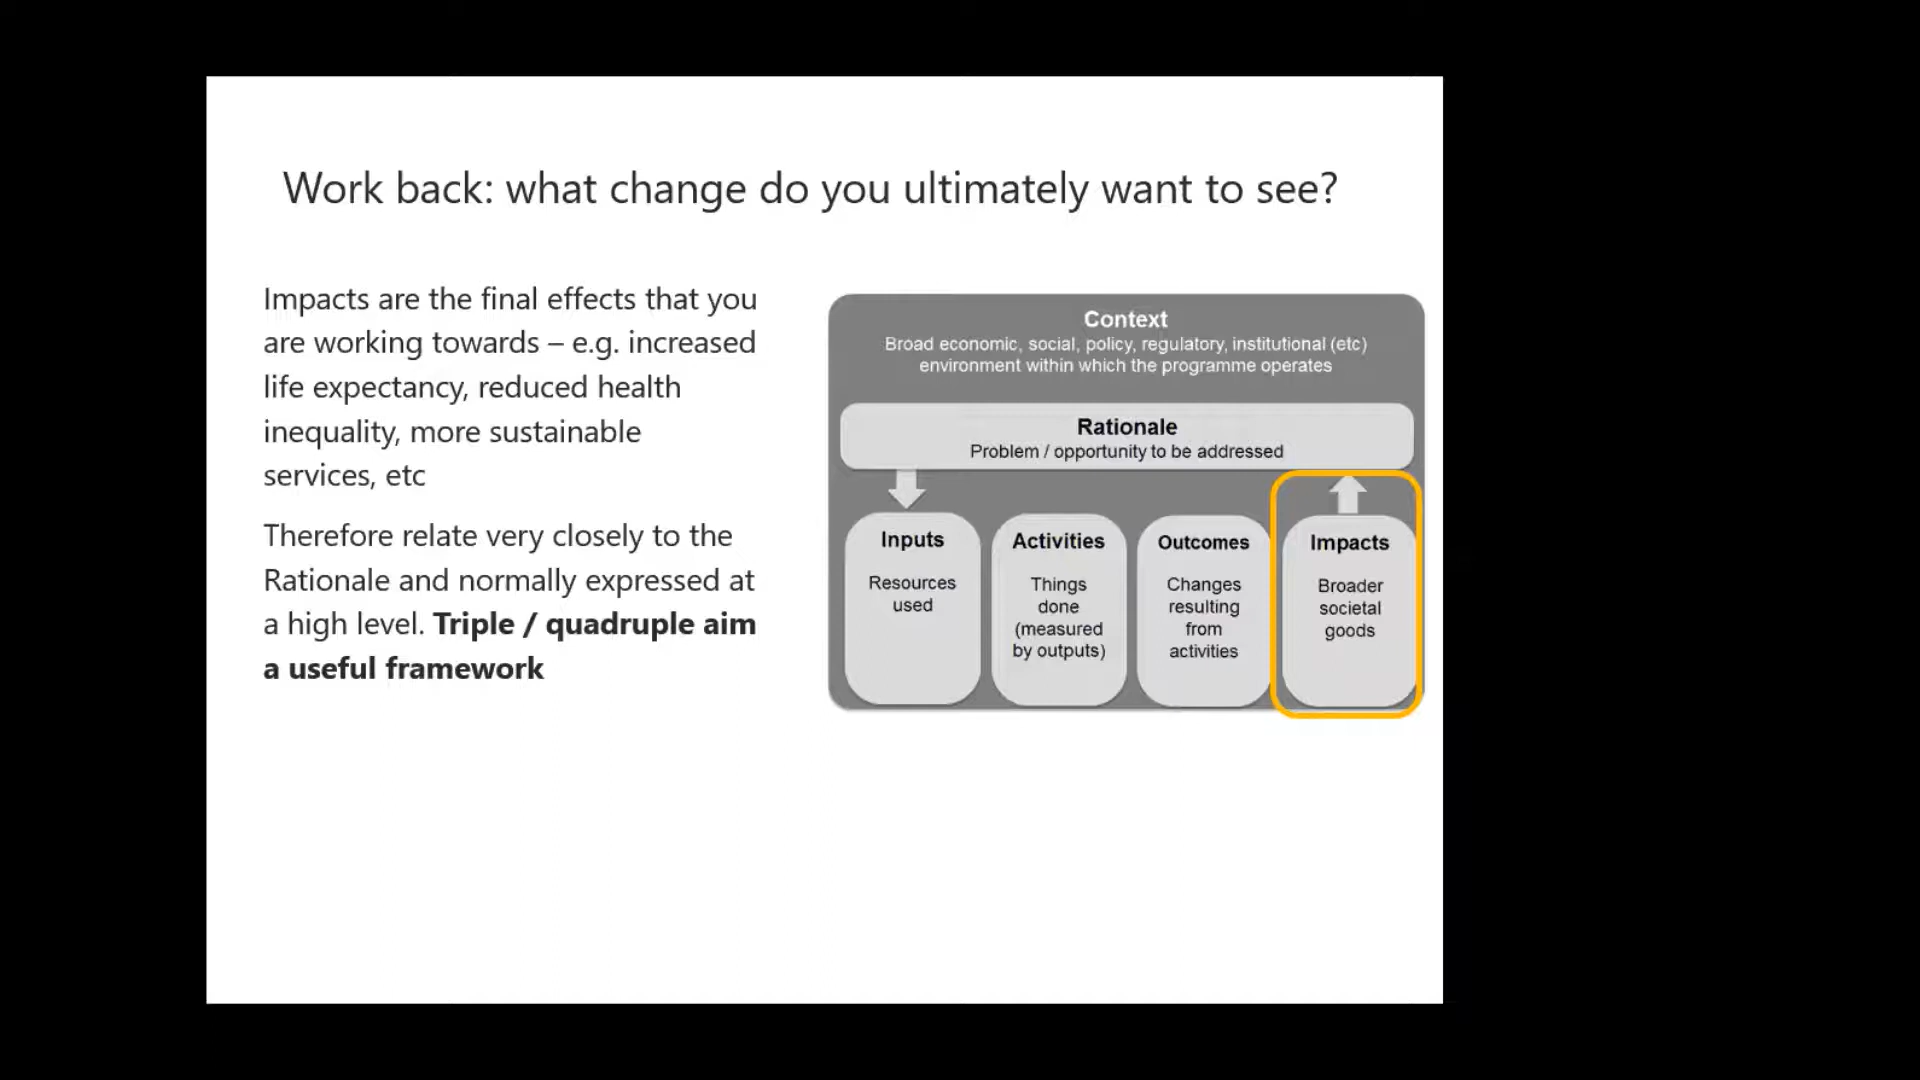 Work back: what change do you ultimately want to see?
Impacts are the final effects that you
are working towards – e.g. increased
life expectancy, reduced health
inequality, more sustainable
services, etc
Therefore relate very closely to the
Rationale and normally expressed at
a high level. Triple / quadruple aim
a useful framework
Context
Broad economic, social, policy, regulatory, institutional (etc)
environment within which the programme operates
Rationale
Problem / opportunity to be addressed
Inputs
Resources
used
Activities
Things
done
(measured
by outputs)
Outcomes
Changes
resulting
from
activities
Impacts
Broader
societal
goods